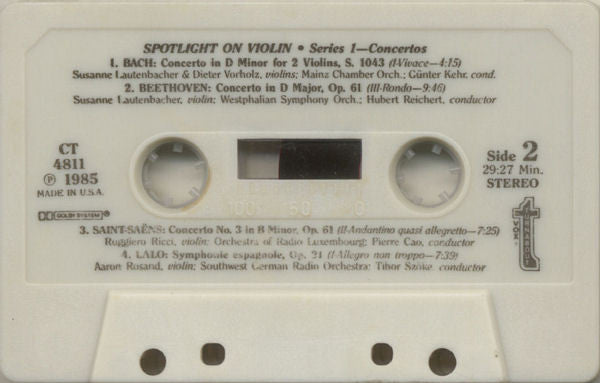 SPOTLIGHT ON VIOLIN • Series 1—Concertos
1. BACH: Concerto in D Minor for 2 Violins, S. 1043 (I-Vivace—4:15)
Susanne Lautenbacher & Dieter Vorholz, violins; Mainz Chamber Orch.; Günter Kehr, cond.
2. BEETHOVEN: Concerto in D Major, Op. 61 (III-Rondo—9:46)
Susanne Lautenbacher, violin; Westphalian Symphony Orch.; Hubert Reichert, conductor
CT
4811
Ⓟ 1985
MADE IN U.S.A.
DOLBY SYSTEM®
Side 2
29:27 Min.
STEREO
100 50 0
VOX
TURNABOUT
3. SAINT-SAËNS: Concerto No. 3 in B Minor, Op. 61 (II-Andantino quasi allegretto—7:25)
Ruggiero Ricci, violin; Orchestra of Radio Luxembourg; Pierre Cao, conductor
4. LALO: Symphonie espagnole, Op. 21 (I-Allegro non troppo—7:39)
Aaron Rosand, violin; Southwest German Radio Orchestra; Tibor Szöke, conductor